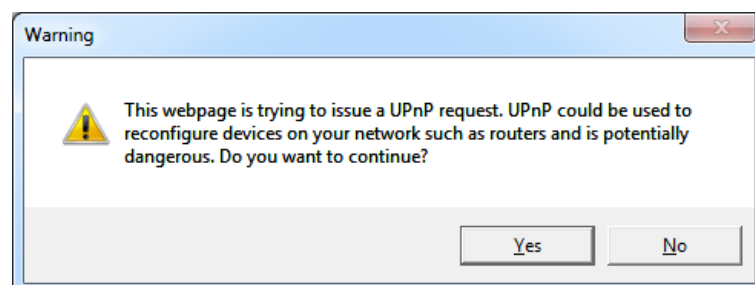 Warning
This webpage is trying to issue a UPnP request. UPnP could be used to
reconfigure devices on your network such as routers and is potentially
dangerous. Do you want to continue?
Yes
No